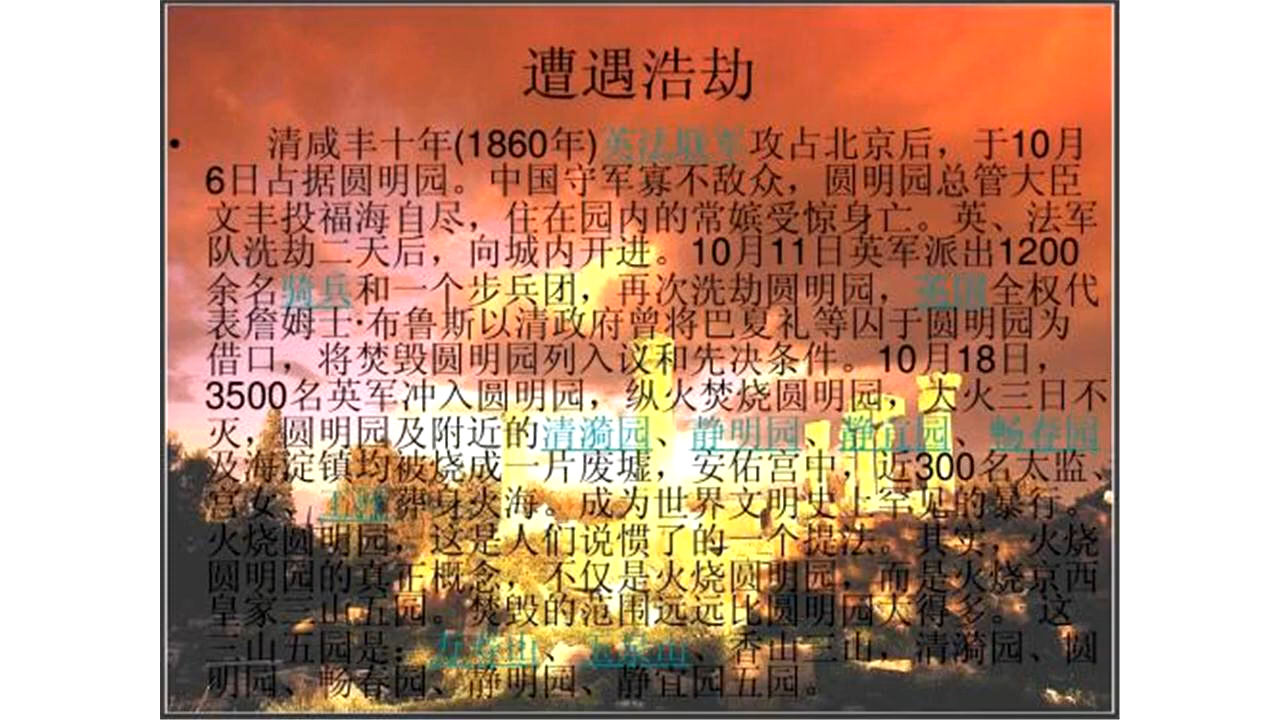 遭遇浩劫
• 清咸丰十年(1860年)英法联军攻占北京后，于10月
6日占据圆明园。中国守军寡不敌众，圆明园总管大臣
文丰投福海自尽，住在园内的常嫔受惊身亡。英、法军
队洗劫二天后，向城内开进。10月11日英军派出1200
余名骑兵和一个步兵团，再次洗劫圆明园，英国全权代
表詹姆士·布鲁斯以清政府曾将巴夏礼等囚于圆明园为
借口，将焚毁圆明园列入议和先决条件。10月18日，
3500名英军冲入圆明园，纵火焚烧圆明园，大火三日不
灭，圆明园及附近的清漪园、静明园、静宜园、畅春园
及海淀镇均被烧成一片废墟，安佑宫中，近300名太监、
宫女、工匠葬身火海。成为世界文明史上罕见的暴行。
火烧圆明园，这是人们说惯了的一个提法。其实，火烧
圆明园的真正概念，不仅是火烧圆明园，而是火烧京西
皇家三山五园。焚毁的范围远远比圆明园大得多。这
三山五园是：万寿山、玉泉山、香山三山，清漪园、圆
明园、畅春园、静明园、静宜园五园。